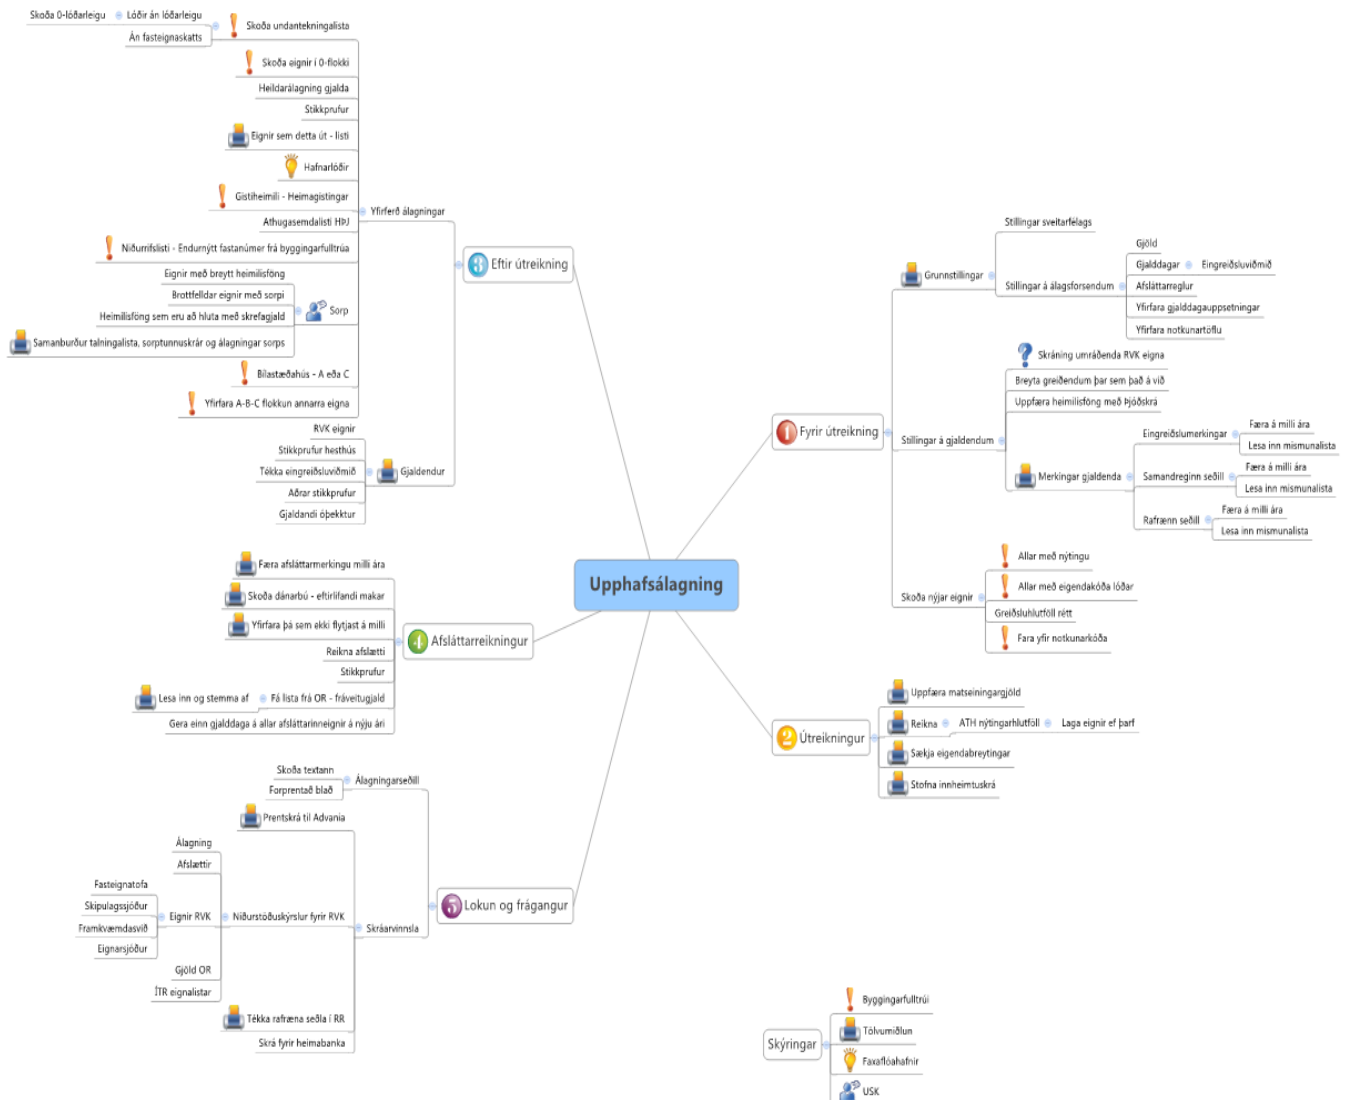 Upphafsálagning
1
Fyrir útreikning
Grunnstillingar
Stillingar sveitarfélags
Stillingar á álagsforsendum
Gjöld
Gjalddagar
Eingreiðsluviðmið
Afsláttarreglur
Yfirfara gjalddagauppsetningar
Yfirfara notkunartöflu
Stillingar á gjaldendum
Skráning umráðenda RVK eigna
Breyta greiðendum þar sem það á við
Uppfæra heimilisföng með Þjóðskrá
Merkingar gjaldenda
Eingreiðslumerkingar
Færa á milli ára
Lesa inn mismunalista
Samandreginn seðill
Færa á milli ára
Lesa inn mismunalista
Rafrænn seðill
Færa á milli ára
Lesa inn mismunalista
Skoða nýjar eignir
Allar með nýtingu
Allar með eigendakóða lóðar
Greiðsluhlutföll rétt
Fara yfir notkunarkóða
2
Útreikningur
Uppfæra matseiningargjöld
Reikna
ATH nýtingarhlutföll
Laga eignir ef þarf
Sækja eigendabreytingar
Stofna innheimtuskrá
3
Eftir útreikning
Yfirferð álagningar
Skoða undantekningalista
Lóðir án lóðarleigu
Skoða 0-lóðarleigu
Án fasteignaskatts
Skoða eignir í 0-flokki
Heildarálagning gjalda
Stikkprufur
Eignir sem detta út - listi
Hafnarlóðir
Gistiheimili - Heimagistingar
Athugasemdalisti HÞJ
Niðurrifslisti - Endurnýtt fastanúmer frá byggingarfulltrúa
Sorp
Eignir með breytt heimilisföng
Brottfelldar eignir með sorpi
Heimilisföng sem eru að hluta með skrefagjald
Samanburður talningalista, sorptunnuskrár og álagningar sorps
Bílastæðahús - A eða C
Yfirfara A-B-C flokkun annarra eigna
Gjaldendur
RVK eignir
Stikkprufur hesthús
Tékka eingreiðsluviðmið
Aðrar stikkprufur
Gjaldandi óþekktur
4
Afsláttarreikningur
Færa afsláttarmerkingu milli ára
Skoða dánarbú - eftirlifandi makar
Yfirfara þá sem ekki flytjast á milli
Reikna afslætti
Stikkprufur
Fá lista frá OR - fráveitugjald
Lesa inn og stemma af
Gera einn gjalddaga á allar afsláttarinneignir á nýju ári
5
Lokun og frágangur
Álagningarseðill
Skoða textann
Forprentað blað
Skráarvinnsla
Prentskrá til Advania
Niðurstöðuskýrslur fyrir RVK
Álagning
Afslættir
Eignir RVK
Fasteignatofa
Skipulagssjóður
Framkvæmdasvið
Eignarsjóður
Gjöld OR
ÍTR eignalistar
Tékka rafræna seðla í RR
Skrá fyrir heimabanka
Skýringar
Byggingarfulltrúi
Tölvumiðlun
Faxaflóahafnir
USK